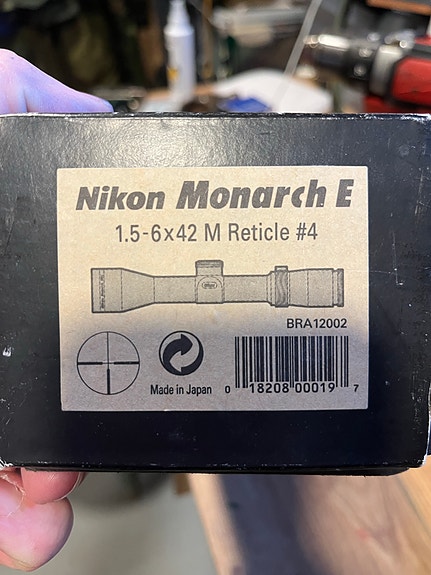 Nikon Monarch E
1.5-6x42 M Reticle #4
BRA12002
Made in Japan
0 18208 00019 7